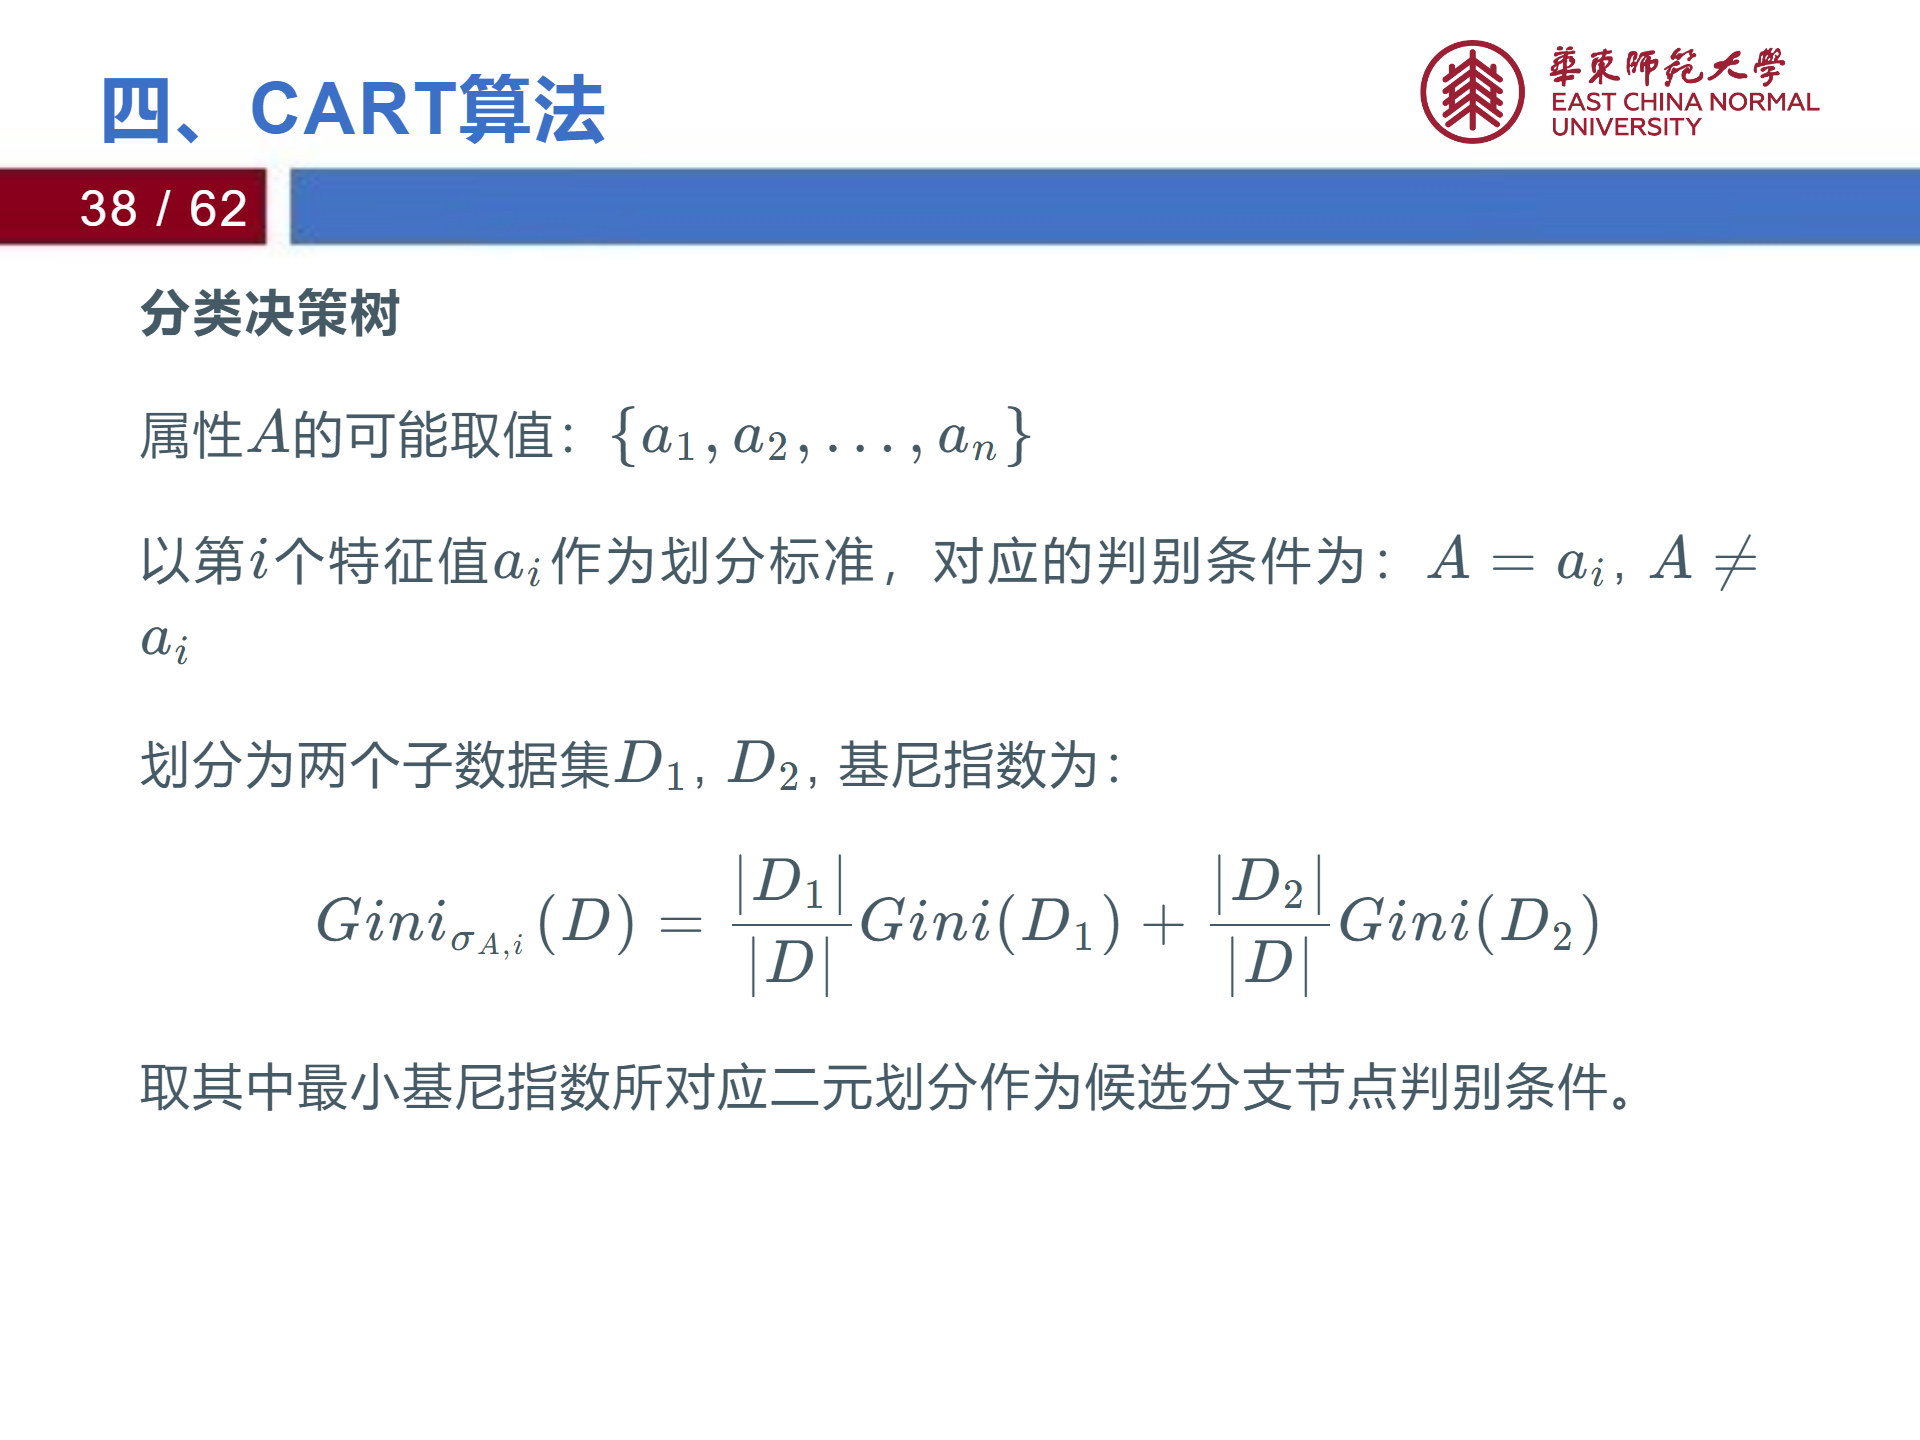 四、CART算法
華東師範大學
EAST CHINA NORMAL
UNIVERSITY
38 / 62
分类决策树
属性A的可能取值：{a₁, a₂, ..., aₙ}
以第i个特征值aᵢ作为划分标准，对应的判别条件为：A = aᵢ, A ≠
aᵢ
划分为两个子数据集D₁, D₂, 基尼指数为：
Gini_{σ_{A,i}}(D) = \frac{|D₁|}{|D|}Gini(D₁) + \frac{|D₂|}{|D|}Gini(D₂)
取其中最小基尼指数所对应二元划分作为候选分支节点判别条件。